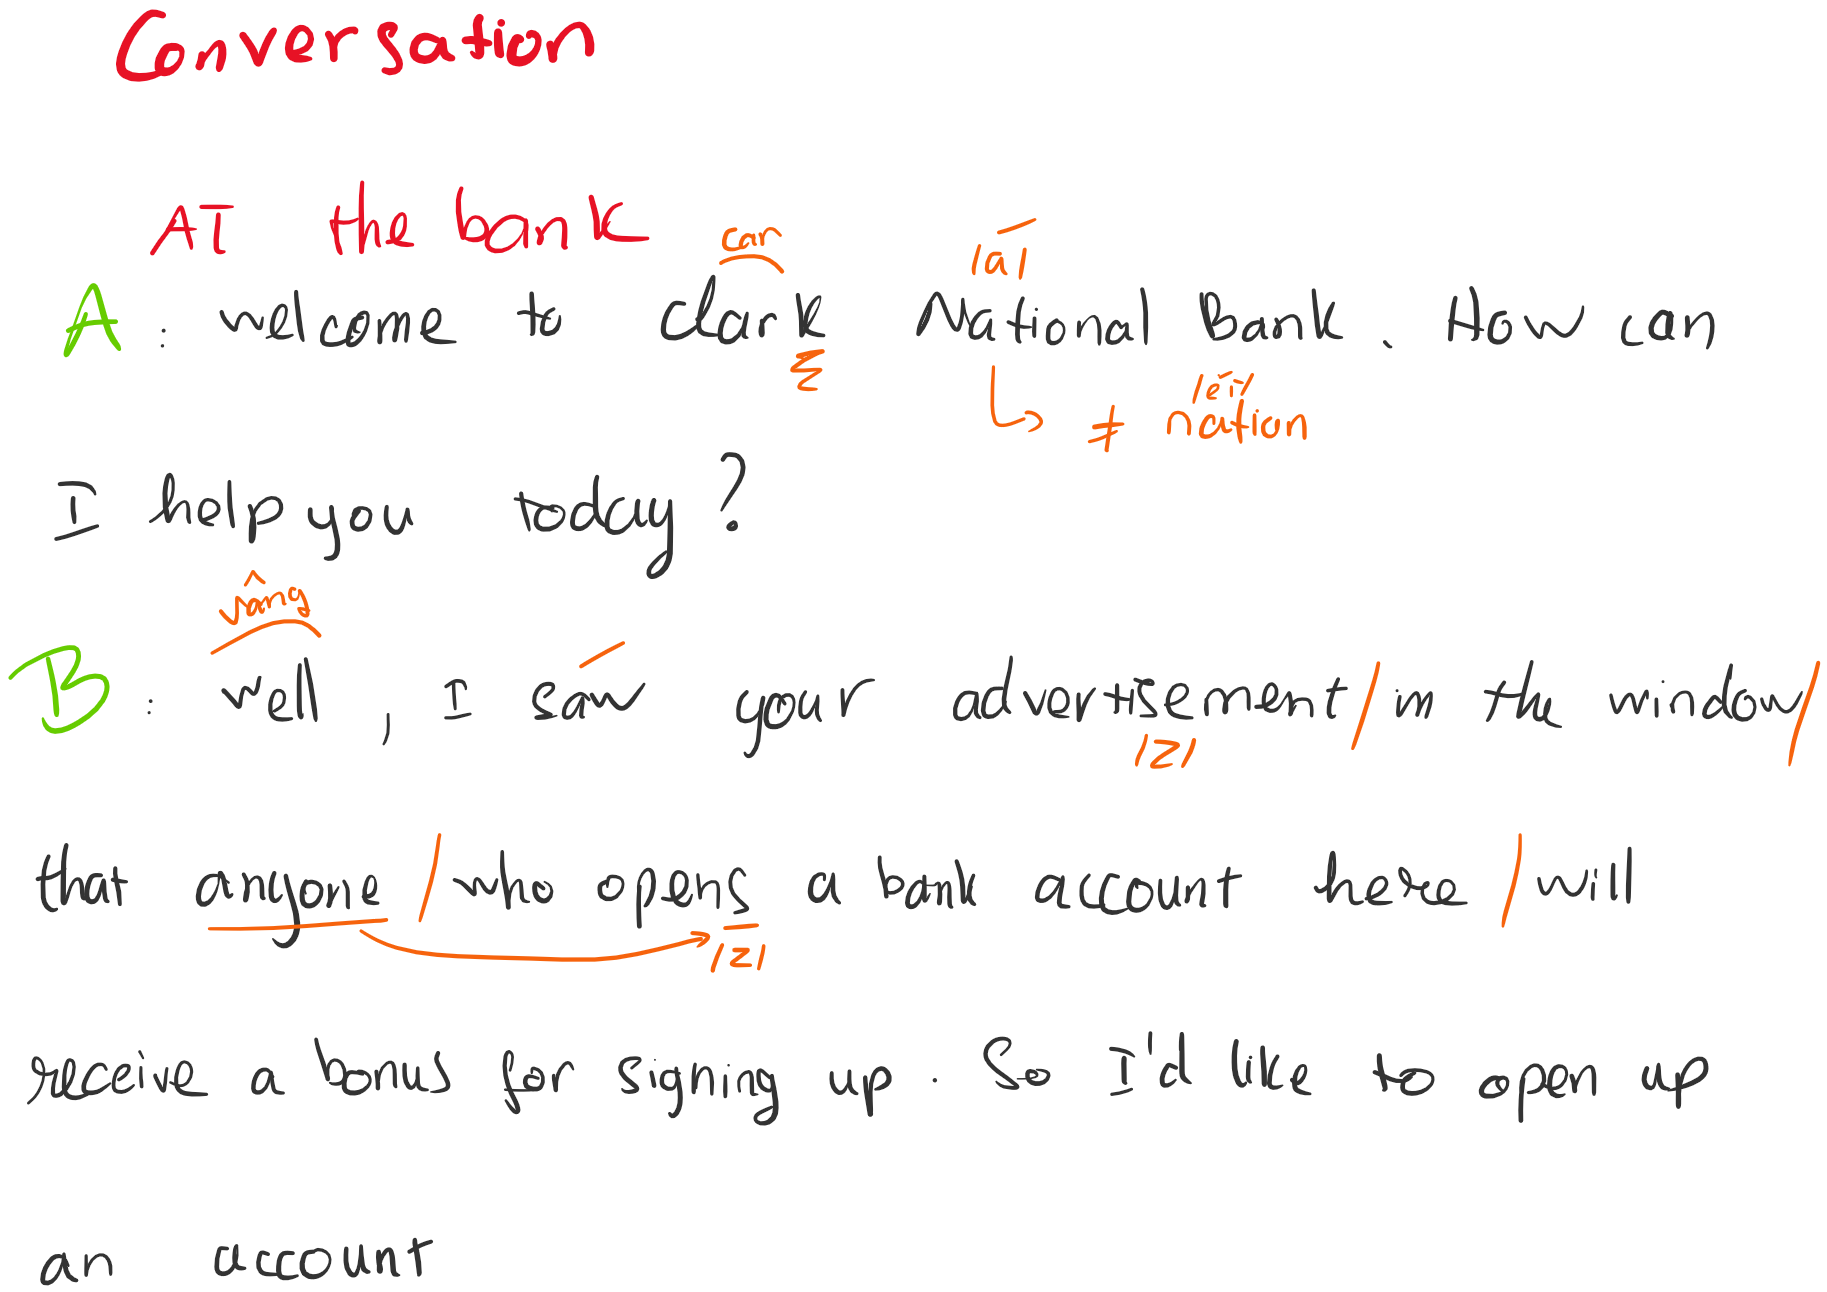 Conversation
AT the bank
car
/a/
A: welcome to clark National Bank. How can
/ei/
≠ nation
I help you today?
vâng
B: well, I saw your advertisement / in the window /
/z/
that anyone / who opens a bank account here / will
/z/
receive a bonus for signing up. So I'd like to open up
an account